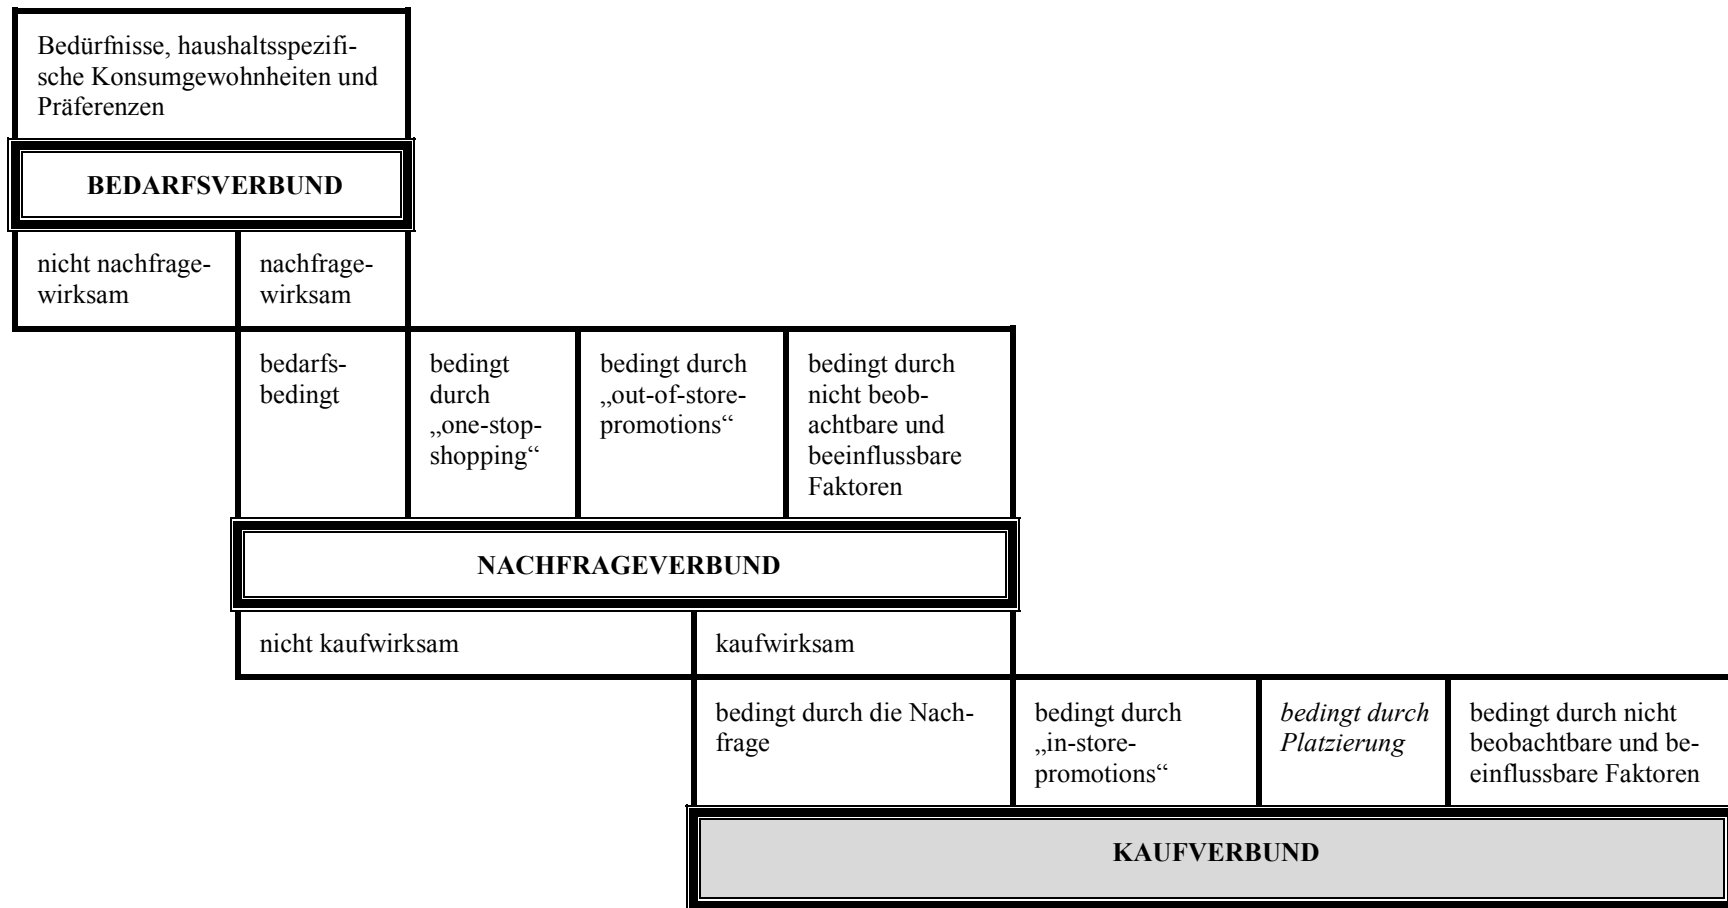 Bedürfnisse, haushaltsspezifi-
sche Konsumgewohnheiten und
Präferenzen
BEDARFSVERBUND
nicht nachfrage-
wirksam
nachfrage-
wirksam
bedarfs-
bedingt
bedingt
durch
„one-stop-
shopping“
bedingt durch
„out-of-store-
promotions“
bedingt durch
nicht beob-
achtbare und
beeinflussbare
Faktoren
NACHFRAGEVERBUND
nicht kaufwirksam
kaufwirksam
bedingt durch die Nach-
frage
bedingt durch
„in-store-
promotions“
bedingt durch
Platzierung
bedingt durch nicht
beobachtbare und be-
einflussbare Faktoren
KAUFVERBUND